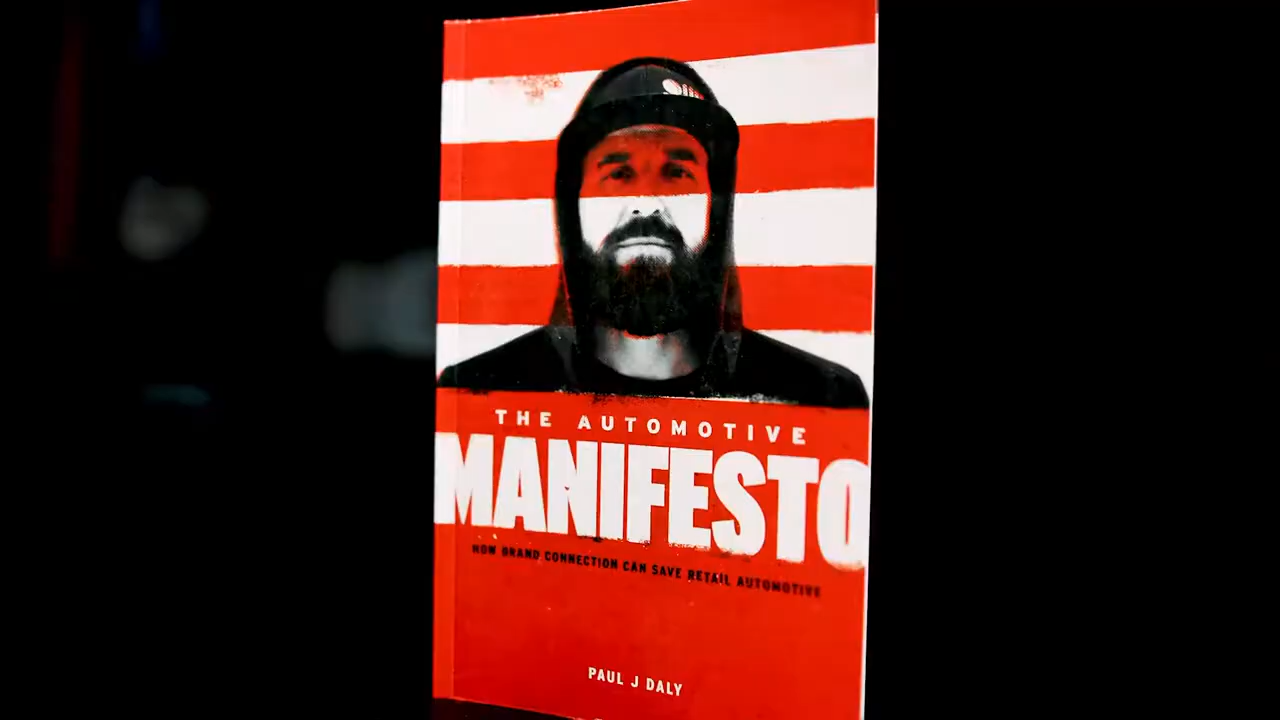 THE AUTOMOTIVE
MANIFESTO
HOW BRAND CONNECTION CAN SAVE RETAIL AUTOMOTIVE
PAUL J DALY